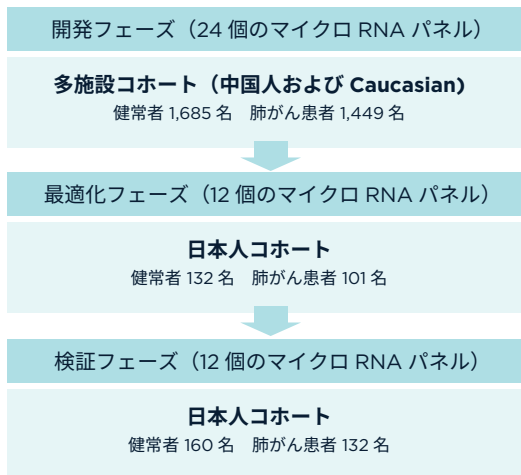 開発フェーズ（24 個のマイクロ RNA パネル）
多施設コホート（中国人および Caucasian)
健常者 1,685 名　肺がん患者 1,449 名
最適化フェーズ（12 個のマイクロ RNA パネル）
日本人コホート
健常者 132 名　肺がん患者 101 名
検証フェーズ（12 個のマイクロ RNA パネル）
日本人コホート
健常者 160 名　肺がん患者 132 名